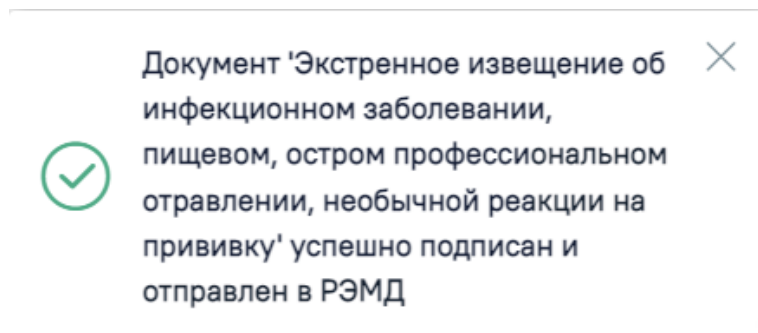 Документ 'Экстренное извещение об
инфекционном заболевании,
пищевом, остром профессиональном
отравлении, необычной реакции на
прививку' успешно подписан и
отправлен в РЭМД